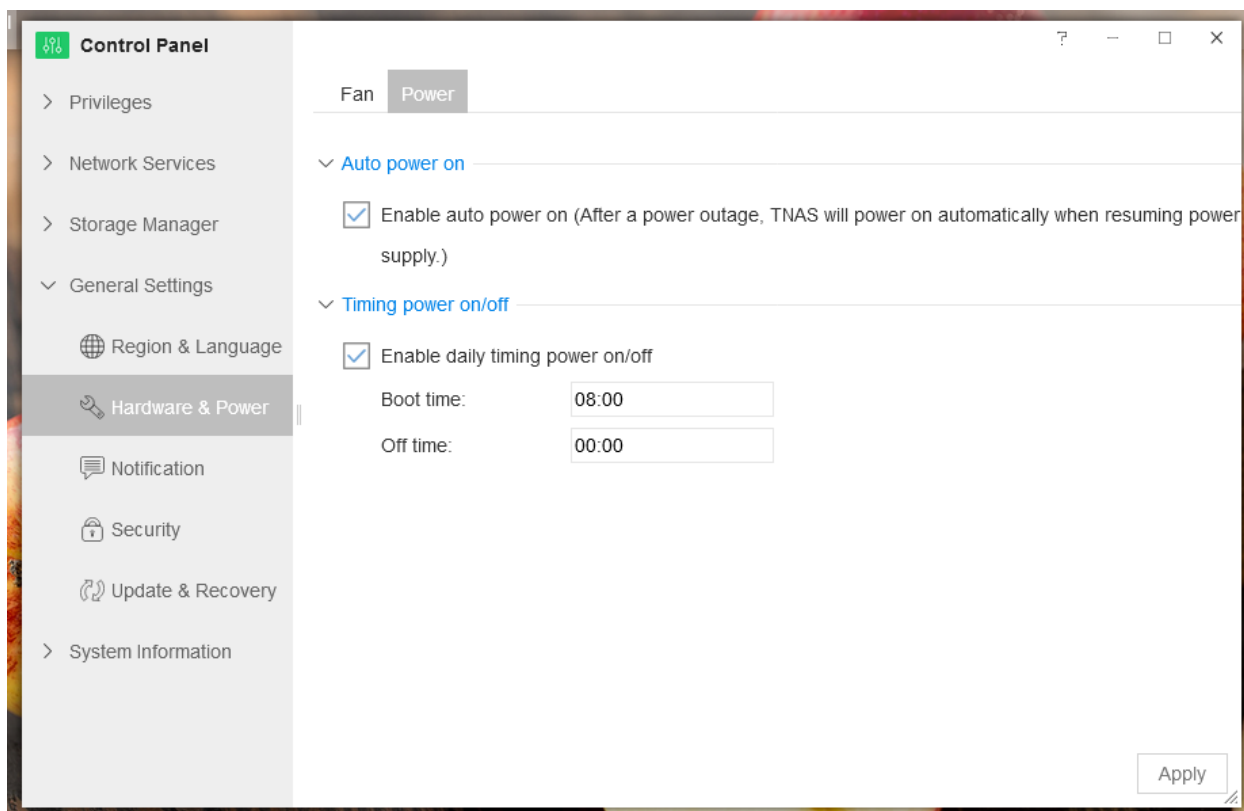 Control Panel
?
Privileges
Network Services
Storage Manager
General Settings
Region & Language
Hardware & Power
Notification
Security
Update & Recovery
System Information
Fan Power
Auto power on
Enable auto power on (After a power outage, TNAS will power on automatically when resuming power
supply.)
Timing power on/off
Enable daily timing power on/off
Boot time: 08:00
Off time: 00:00
Apply